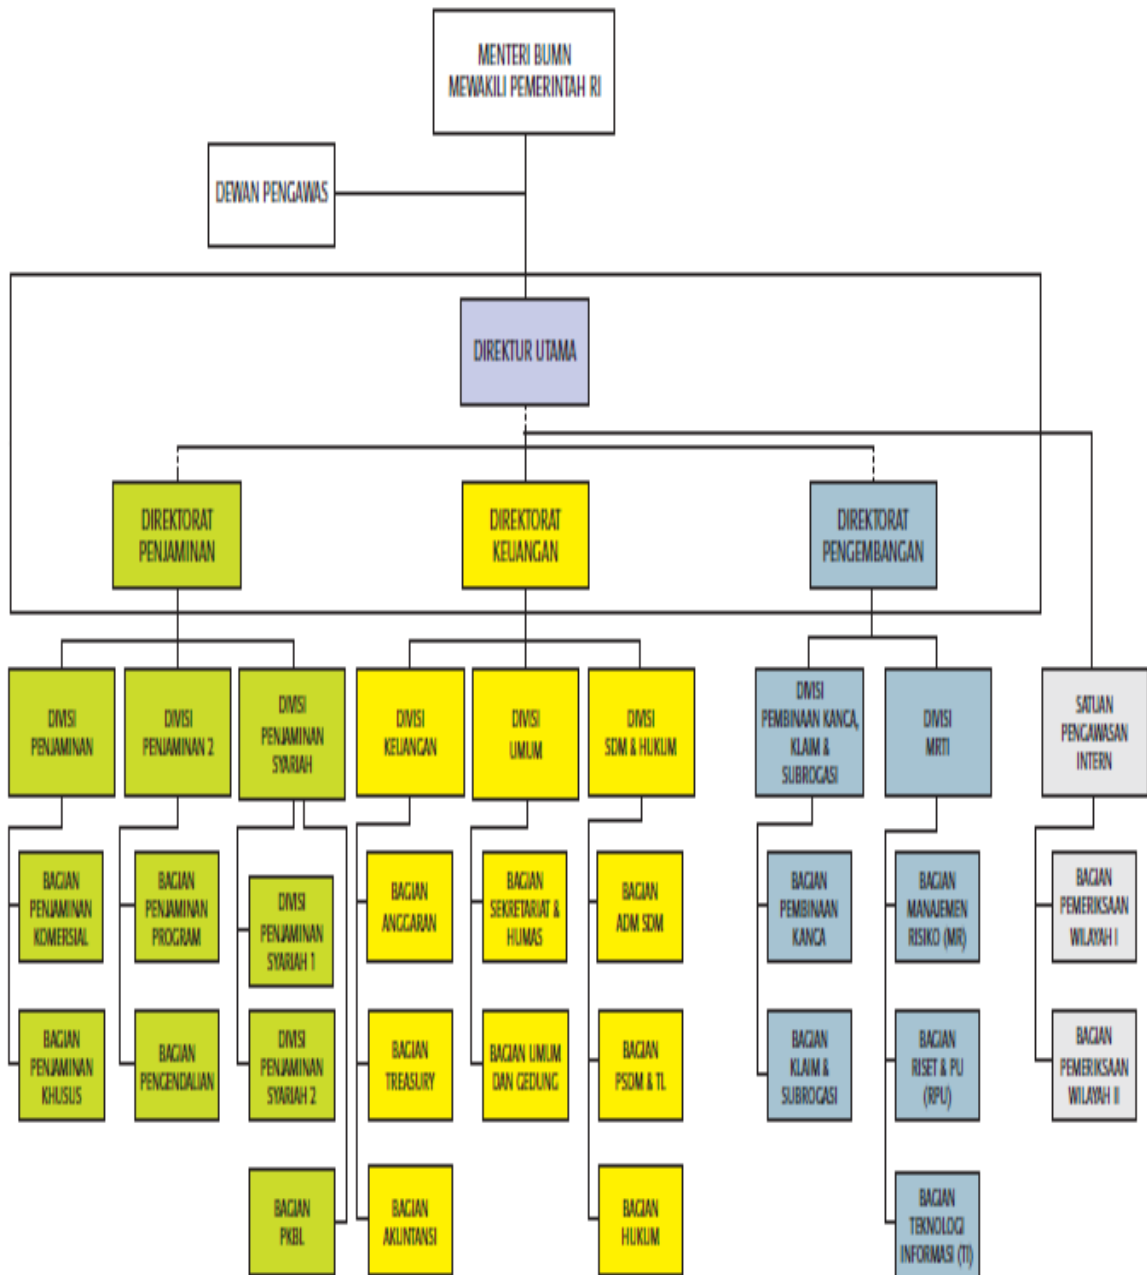 MENTERI BUMN
MEWAKILI PEMERINTAH RI
DEWAN PENGAWAS
DIREKTUR UTAMA
DIREKTORAT
PENJAMINAN
DIREKTORAT
KEUANGAN
DIREKTORAT
PENGEMBANGAN
DIVISI
PENJAMINAN
DIVISI
PENJAMINAN 2
DIVISI
PENJAMINAN
SYARIAH
DIVISI
KEUANGAN
DIVISI
UMUM
DIVISI
SDM & HUKUM
DIVISI
PEMBINAAN KANCA,
KLAIM &
SUBROGASI
DIVISI
MRTI
SATUAN
PENGAWASAN
INTERN
BAGIAN
PENJAMINAN
KOMERSIAL
BAGIAN
PENJAMINAN
PROGRAM
DIVISI
PENJAMINAN
SYARIAH 1
BAGIAN
ANGGARAN
BAGIAN
SEKRETARIAT &
HUMAS
BAGIAN
ADM SDM
BAGIAN
PEMBINAAN
KANCA
BAGIAN
MANAJEMEN
RISIKO (MR)
BAGIAN
PEMERIKSAAN
WILAYAH I
BAGIAN
PENJAMINAN
KHUSUS
BAGIAN
PENGENDALIAN
DIVISI
PENJAMINAN
SYARIAH 2
BAGIAN
TREASURY
BAGIAN UMUM
DAN GEDUNG
BAGIAN
PSDM & TL
BAGIAN
KLAIM &
SUBROGASI
BAGIAN
RISET & PU
(RPU)
BAGIAN
PEMERIKSAAN
WILAYAH II
BAGIAN
PKBL
BAGIAN
AKUNTANSI
BAGIAN
HUKUM
BAGIAN
TEKNOLOGI
INFORMASI (TI)